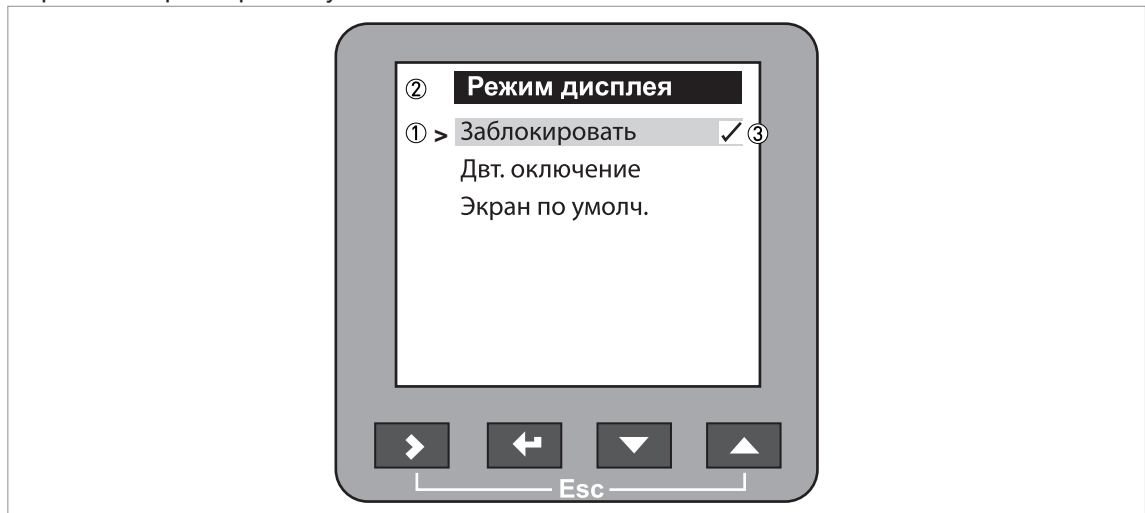 ② Режим дисплея
① > Заблокировать ✓ ③
Двт. оключение
Экран по умолч.
Esc